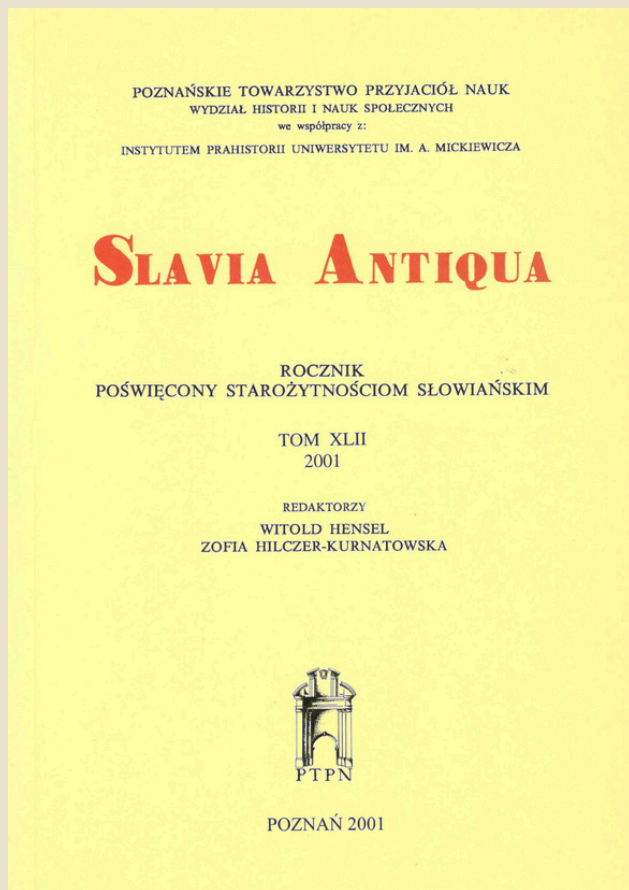 POZNAŃSKIE TOWARZYSTWO PRZYJACIÓŁ NAUK
WYDZIAŁ HISTORII I NAUK SPOŁECZNYCH
we współpracy z:
INSTYTUTEM PRAHISTORII UNIWERSYTETU IM. A. MICKIEWICZA
SLAVIA ANTIQUA
ROCZNIK
POŚWIĘCONY STAROŻYTNOŚCIOM SŁOWIAŃSKIM
TOM XLII
2001
REDAKTORZY
WITOLD HENSEL
ZOFIA HILCZER-KURNATOWSKA
PTPN
POZNAŃ 2001